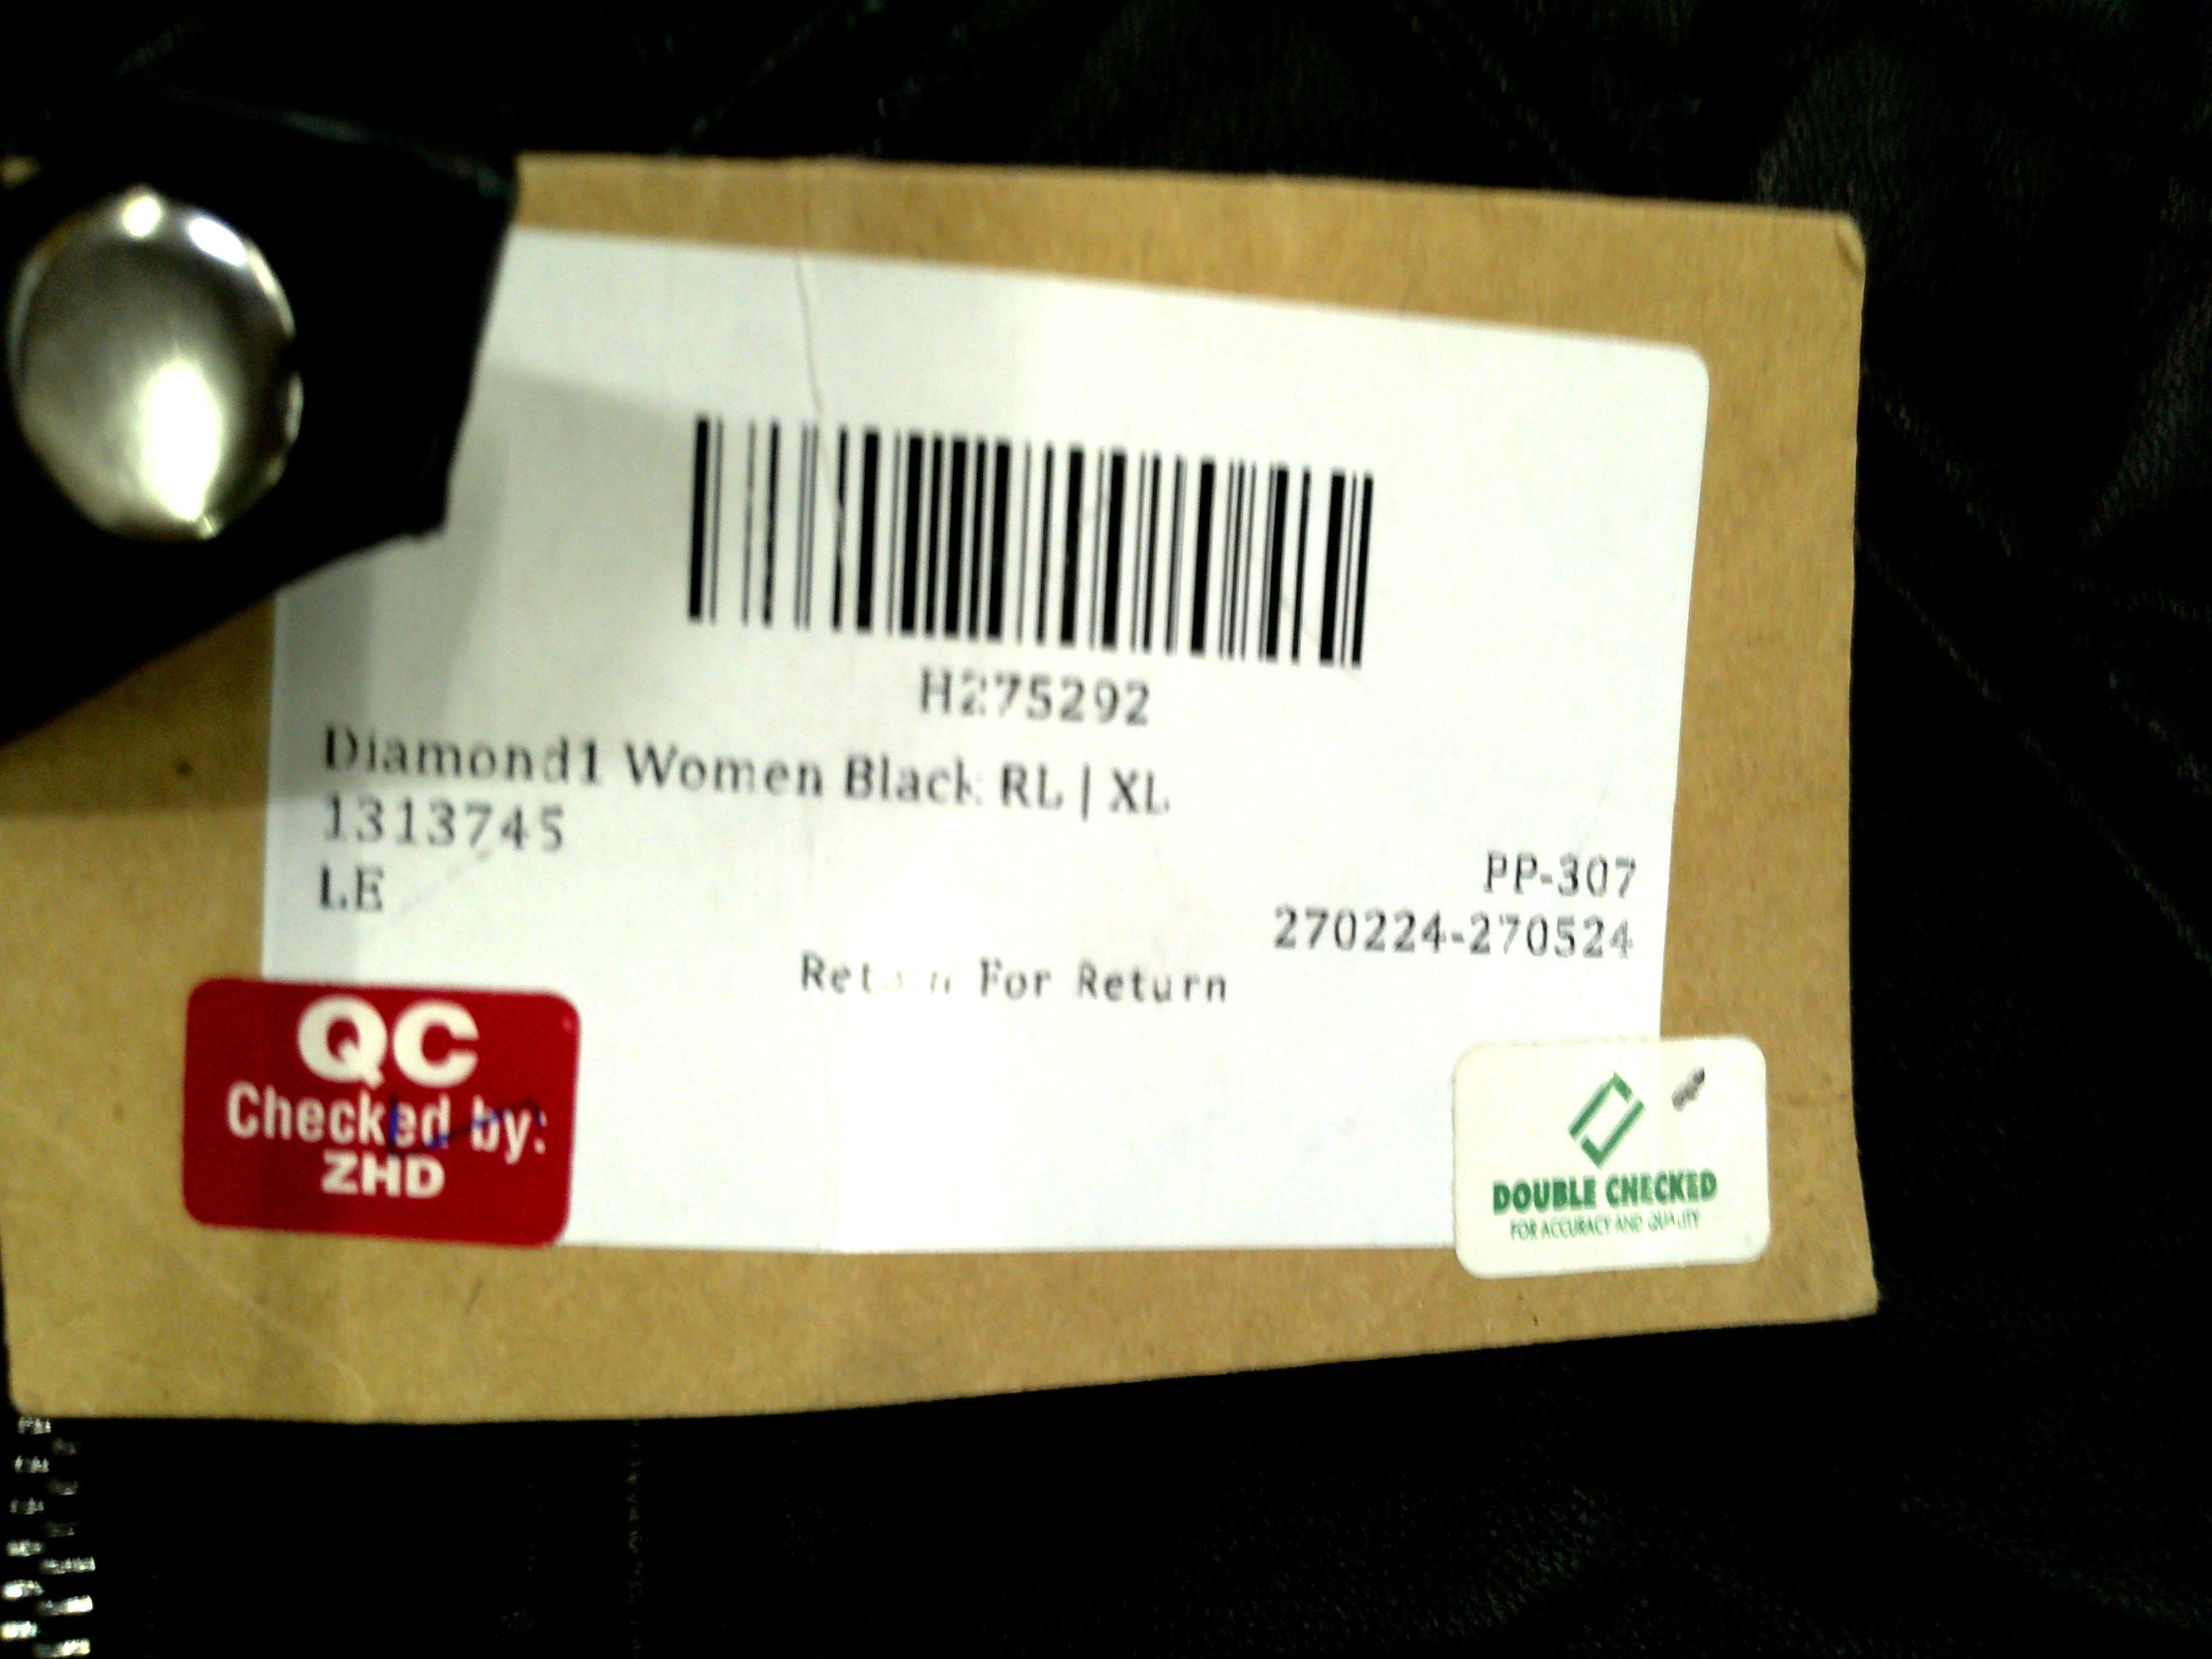 H275292
Diamond1 Women Black RL | XL
1313745
LE
PP-307
270224-270524
For Return
QC
Checked by:
ZHD
DOUBLE CHECKED
FOR ACCURACY AND QUALITY